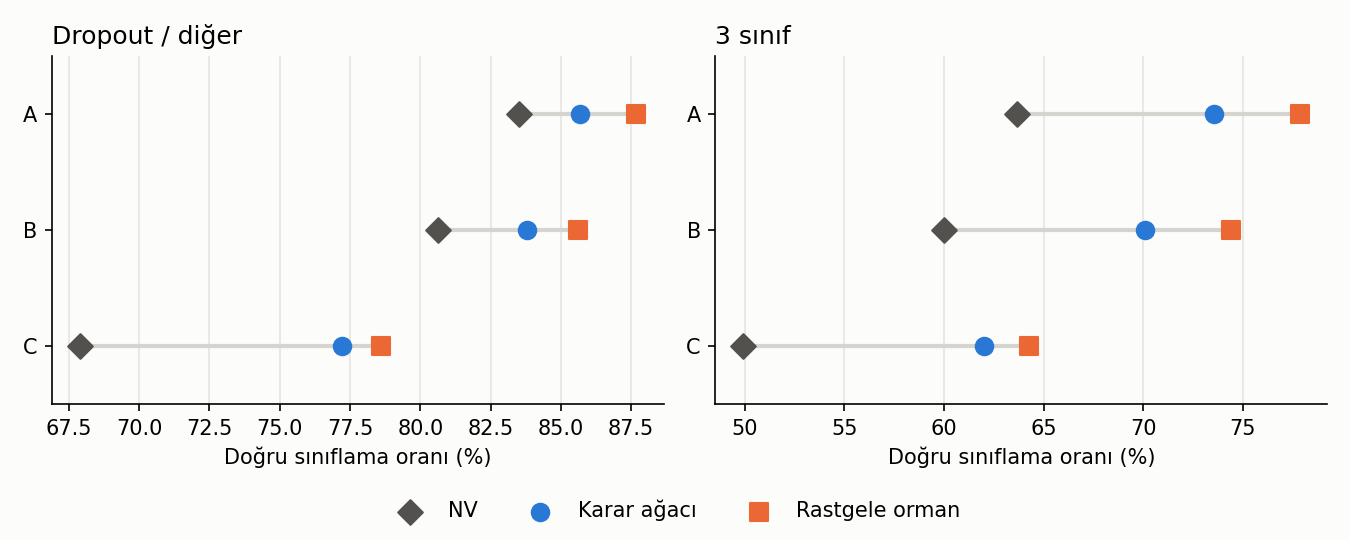 Dropout / diğer
A
B
C
67.5 70.0 72.5 75.0 77.5 80.0 82.5 85.0 87.5
Doğru sınıflama oranı (%)
3 sınıf
A
B
C
50 55 60 65 70 75
Doğru sınıflama oranı (%)
NV Karar ağacı Rastgele orman